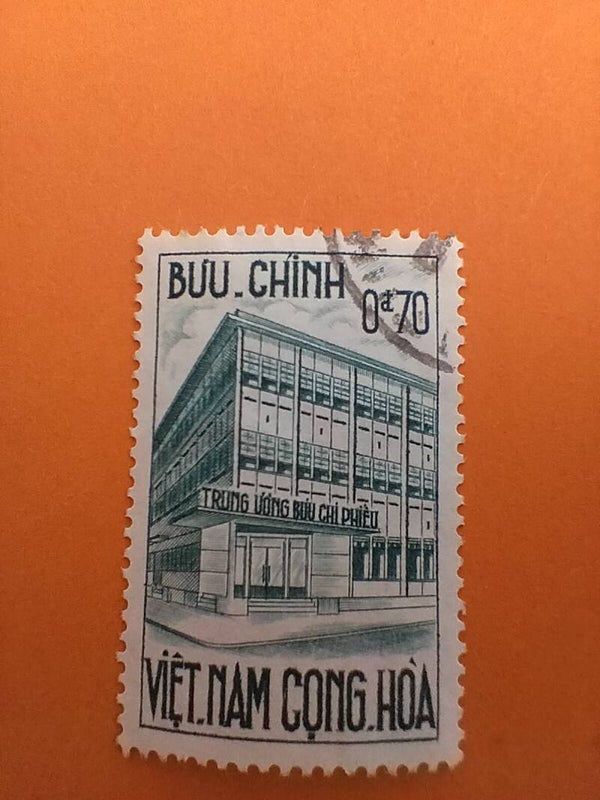 BƯU-CHÍNH
0đ70
TRUNG ƯƠNG BƯU CHI PHIẾU
VIỆT-NAM CỘNG-HÒA